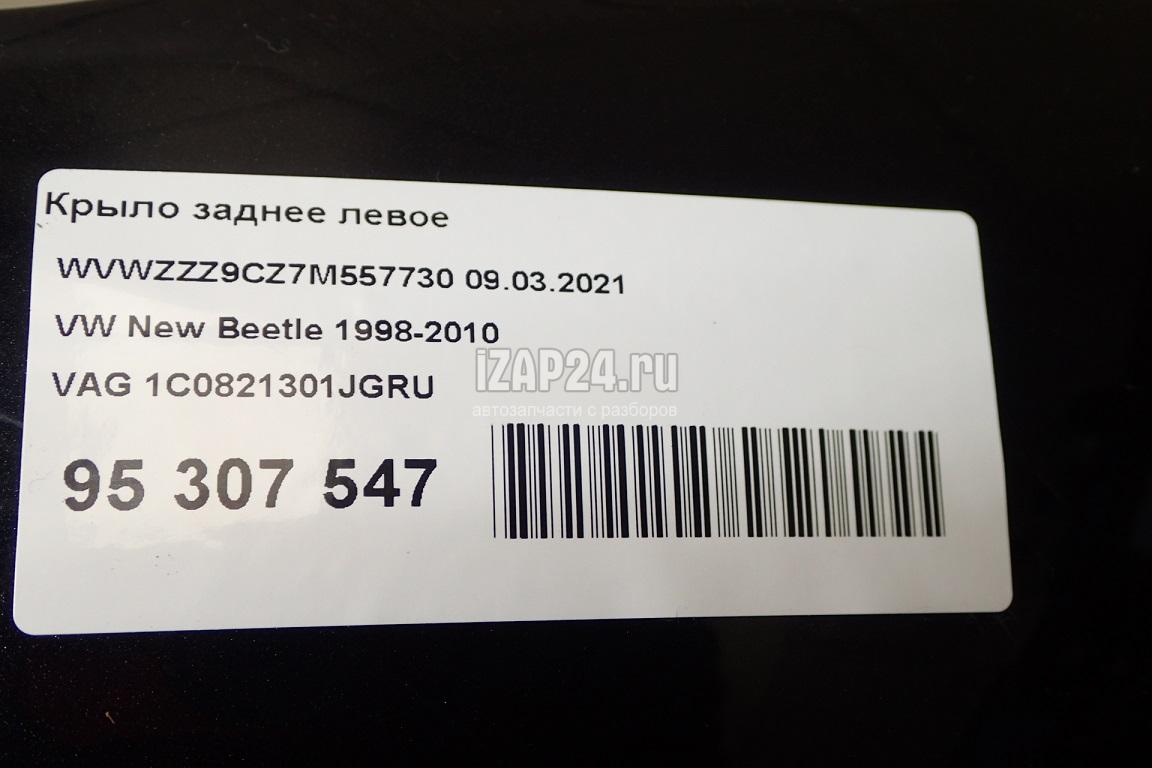 Крыло заднее левое
WVWZZZ9CZ7M557730 09.03.2021
VW New Beetle 1998-2010
iZAP24.ru
VAG 1C0821301JGRU
автозапчасти с разборов
95 307 547